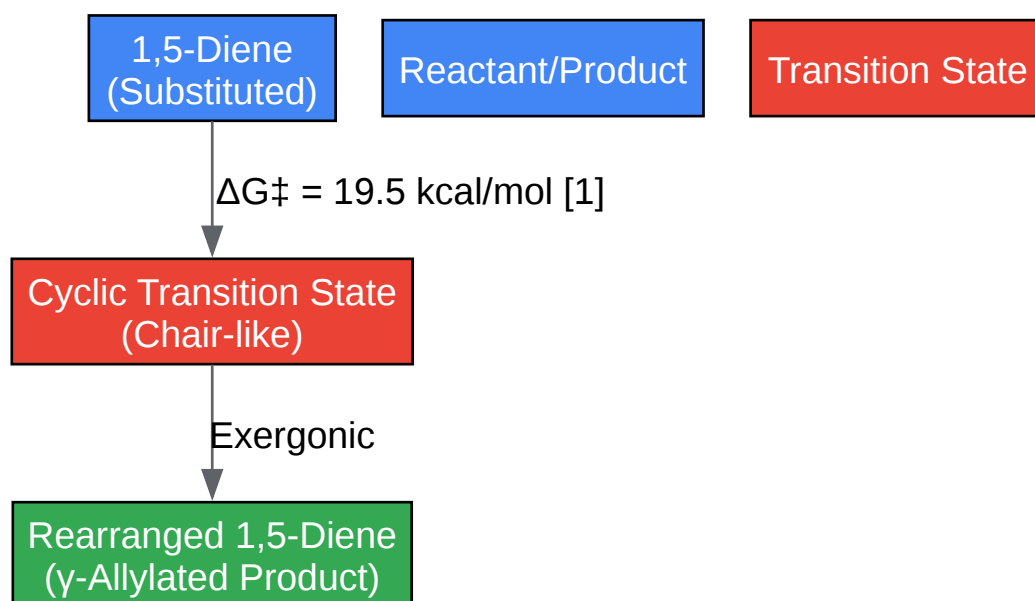 1,5-Diene
(Substituted)
Reactant/Product
Transition State
ΔG‡ = 19.5 kcal/mol [1]
Cyclic Transition State
(Chair-like)
Exergonic
Rearranged 1,5-Diene
(γ-Allylated Product)